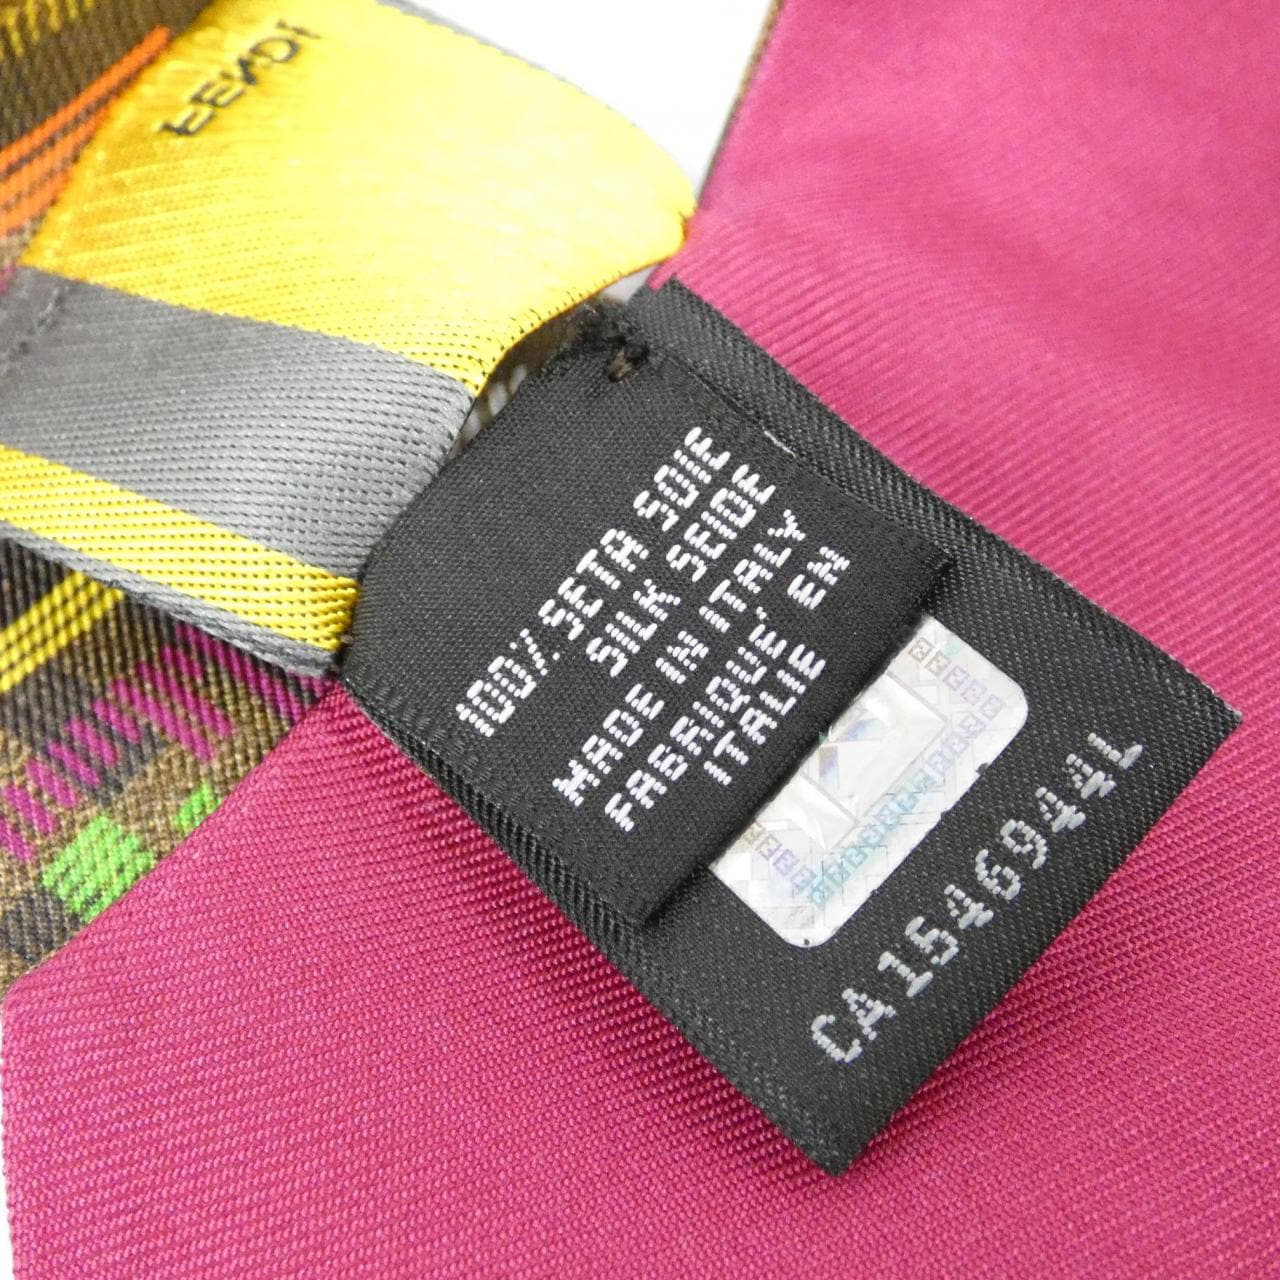 FENDI
100% SETA SOIE
SILK SEIDE
MADE IN ITALY
FABRIQUE' EN
ITALIE
CA1546944L